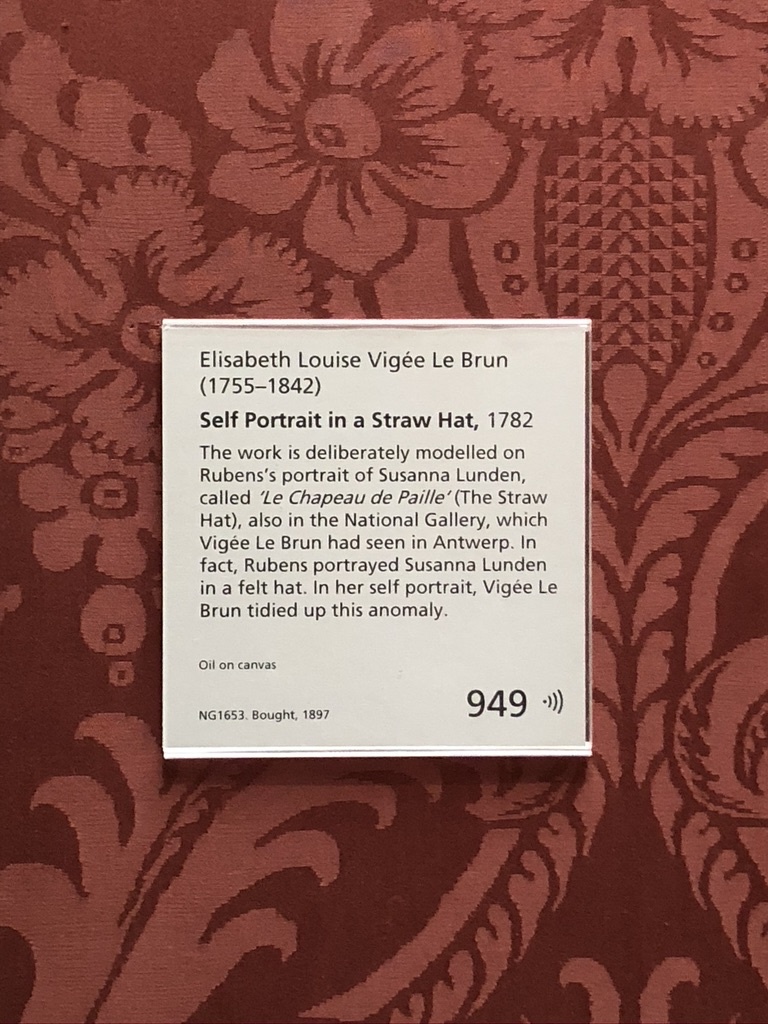 Elisabeth Louise Vigée Le Brun
(1755–1842)
Self Portrait in a Straw Hat, 1782
The work is deliberately modelled on
Rubens's portrait of Susanna Lunden,
called ‘Le Chapeau de Paille’ (The Straw
Hat), also in the National Gallery, which
Vigée Le Brun had seen in Antwerp. In
fact, Rubens portrayed Susanna Lunden
in a felt hat. In her self portrait, Vigée Le
Brun tidied up this anomaly.
Oil on canvas
NG1653. Bought, 1897
949